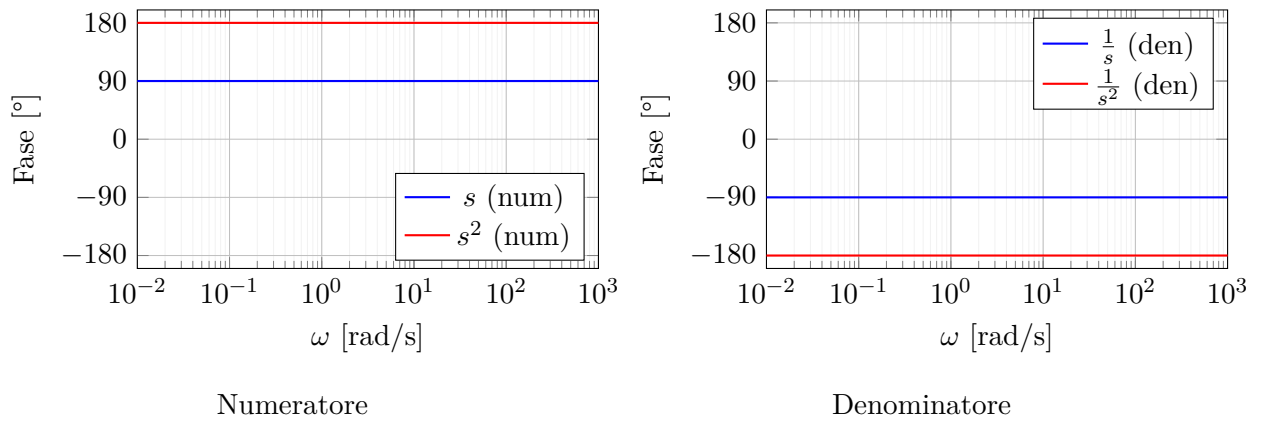 180
90
0
−90
−180
Fase [°]
10^−2 10^−1 10^0 10^1 10^2 10^3
ω [rad/s]
s (num)
s^2 (num)
Numeratore
180
90
0
−90
−180
Fase [°]
10^−2 10^−1 10^0 10^1 10^2 10^3
ω [rad/s]
1/s (den)
1/s^2 (den)
Denominatore